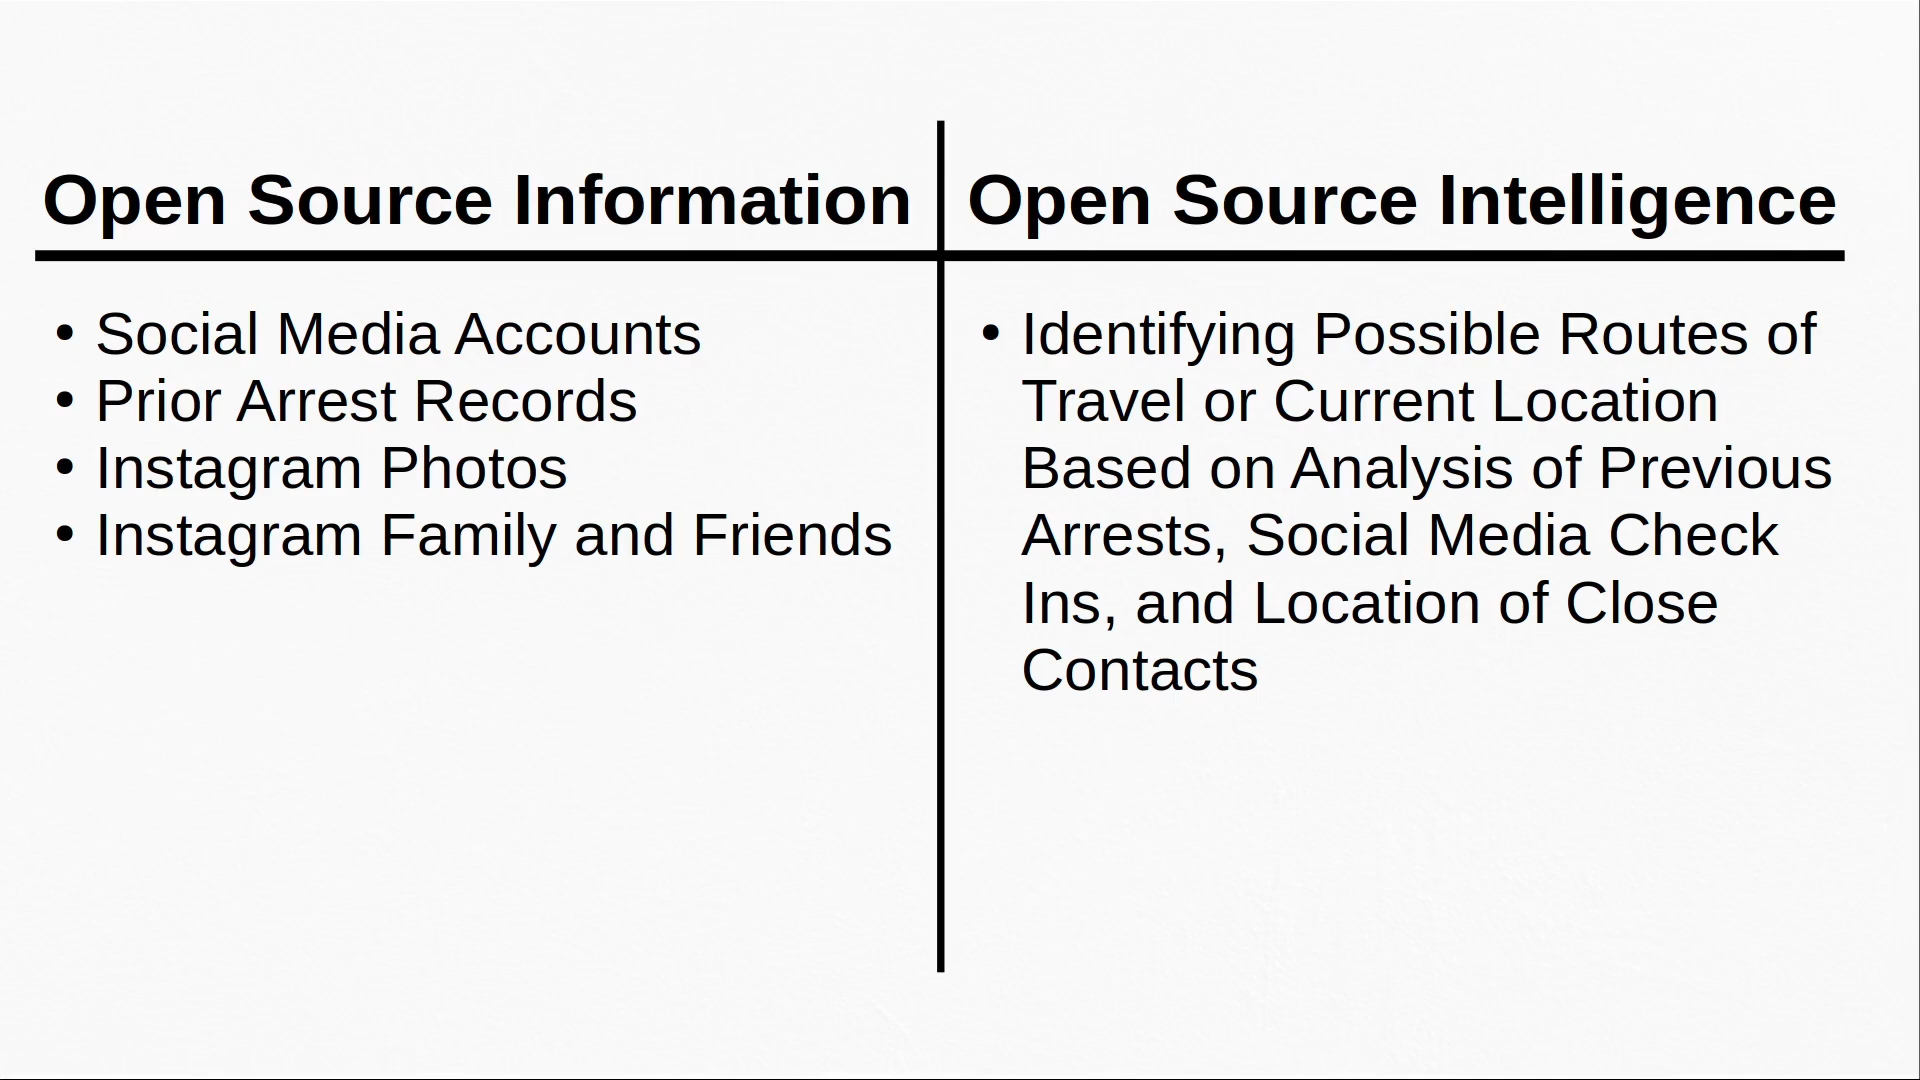 Open Source Information
Open Source Intelligence
• Social Media Accounts
• Prior Arrest Records
• Instagram Photos
• Instagram Family and Friends
• Identifying Possible Routes of
Travel or Current Location
Based on Analysis of Previous
Arrests, Social Media Check
Ins, and Location of Close
Contacts